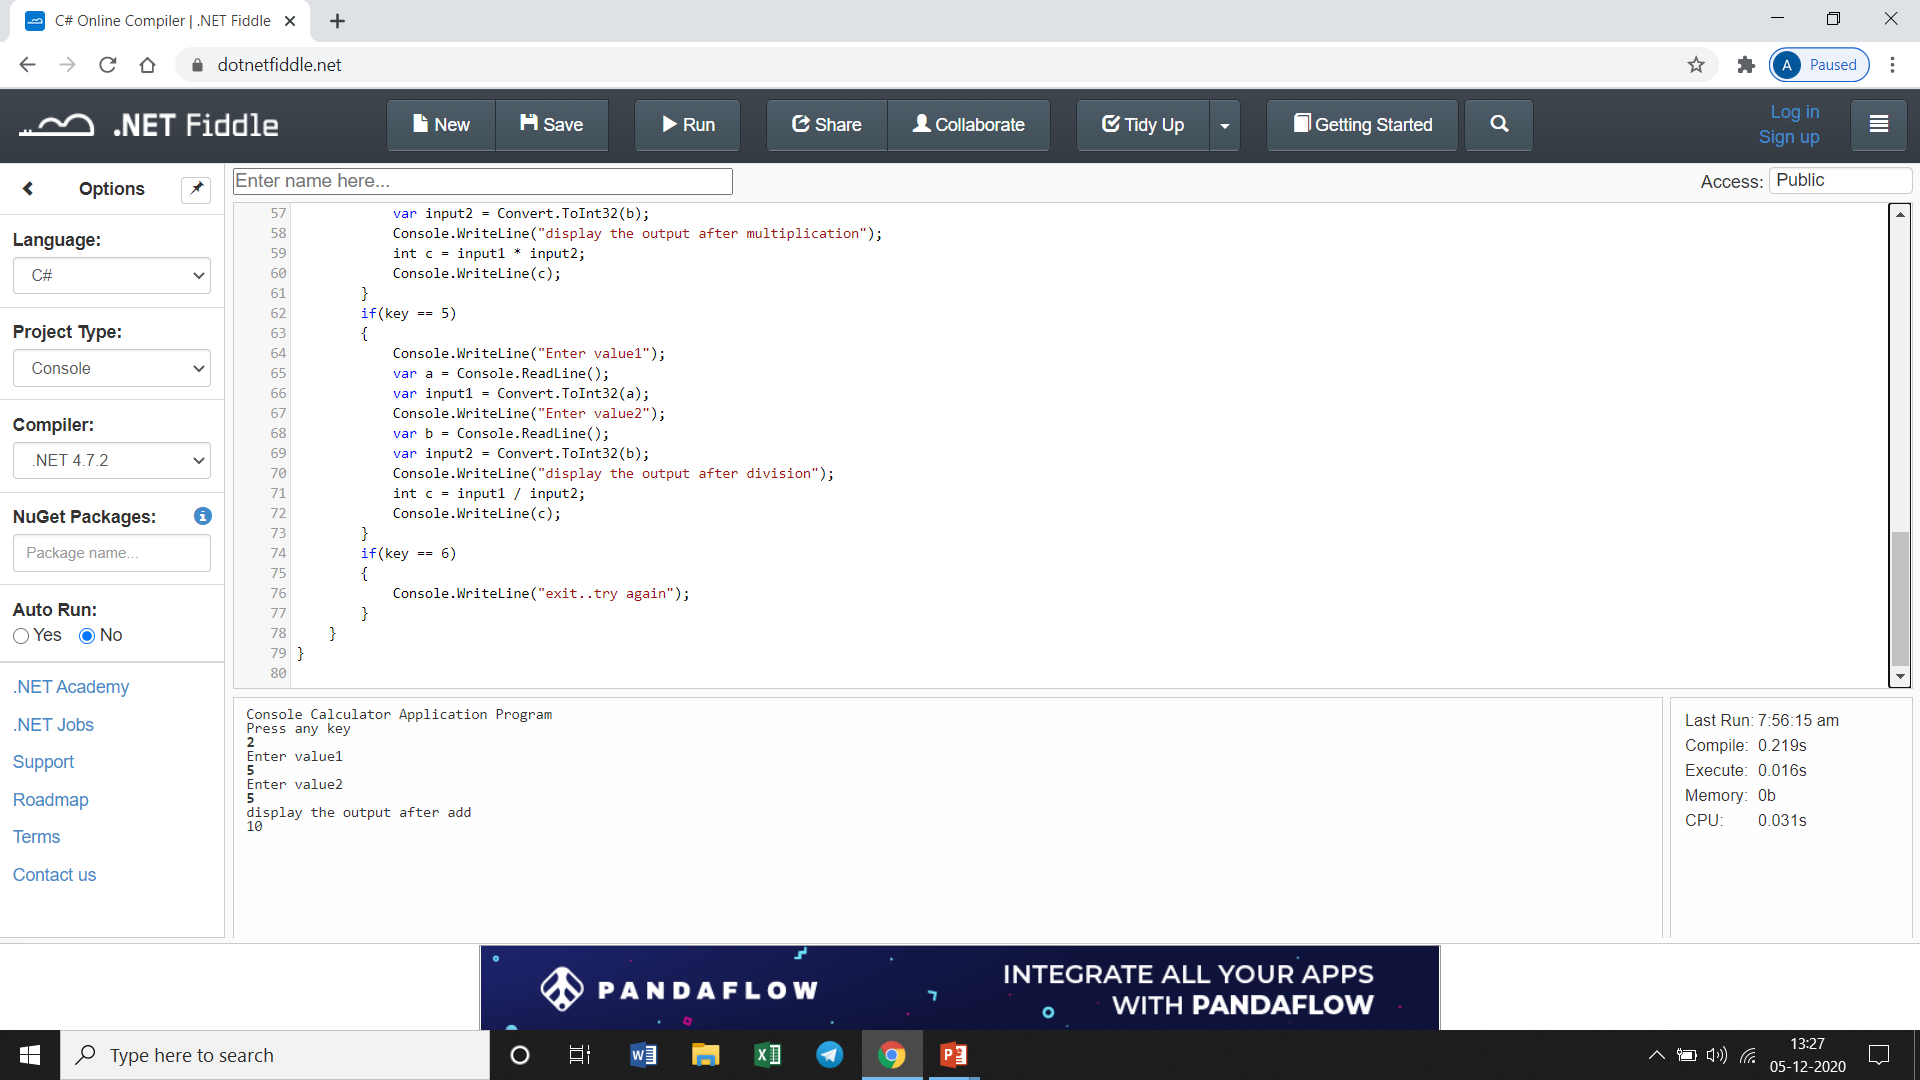 C# Online Compiler | .NET Fiddle
dotnetfiddle.net
A Paused
.NET Fiddle
New
Save
Run
Share
Collaborate
Tidy Up
Getting Started
Log in
Sign up
Options
Enter name here...
Access: Public
Language:
C#
Project Type:
Console
Compiler:
.NET 4.7.2
NuGet Packages:
Package name...
Auto Run:
Yes No
.NET Academy
.NET Jobs
Support
Roadmap
Terms
Contact us
57 var input2 = Convert.ToInt32(b);
58 Console.WriteLine("display the output after multiplication");
59 int c = input1 * input2;
60 Console.WriteLine(c);
61 }
62 if(key == 5)
63 {
64 Console.WriteLine("Enter value1");
65 var a = Console.ReadLine();
66 var input1 = Convert.ToInt32(a);
67 Console.WriteLine("Enter value2");
68 var b = Console.ReadLine();
69 var input2 = Convert.ToInt32(b);
70 Console.WriteLine("display the output after division");
71 int c = input1 / input2;
72 Console.WriteLine(c);
73 }
74 if(key == 6)
75 {
76 Console.WriteLine("exit..try again");
77 }
78 }
79 }
80
Console Calculator Application Program
Press any key
2
Enter value1
5
Enter value2
5
display the output after add
10
Last Run: 7:56:15 am
Compile: 0.219s
Execute: 0.016s
Memory: 0b
CPU: 0.031s
PANDAFLOW
INTEGRATE ALL YOUR APPS
WITH PANDAFLOW
Type here to search
13:27
05-12-2020